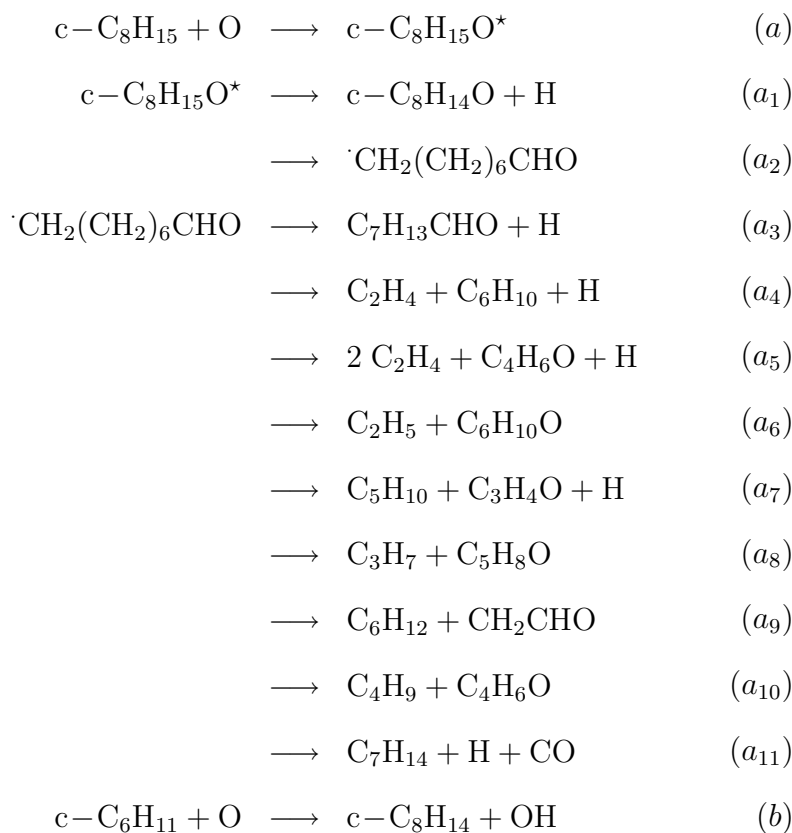 c−C₈H₁₅ + O ⟶ c−C₈H₁₅O⋆ (a)
c−C₈H₁₅O⋆ ⟶ c−C₈H₁₄O + H (a₁)
⟶ ·CH₂(CH₂)₆CHO (a₂)
·CH₂(CH₂)₆CHO ⟶ C₇H₁₃CHO + H (a₃)
⟶ C₂H₄ + C₆H₁₀ + H (a₄)
⟶ 2 C₂H₄ + C₄H₆O + H (a₅)
⟶ C₂H₅ + C₆H₁₀O (a₆)
⟶ C₅H₁₀ + C₃H₄O + H (a₇)
⟶ C₃H₇ + C₅H₈O (a₈)
⟶ C₆H₁₂ + CH₂CHO (a₉)
⟶ C₄H₉ + C₄H₆O (a₁₀)
⟶ C₇H₁₄ + H + CO (a₁₁)
c−C₆H₁₁ + O ⟶ c−C₈H₁₄ + OH (b)